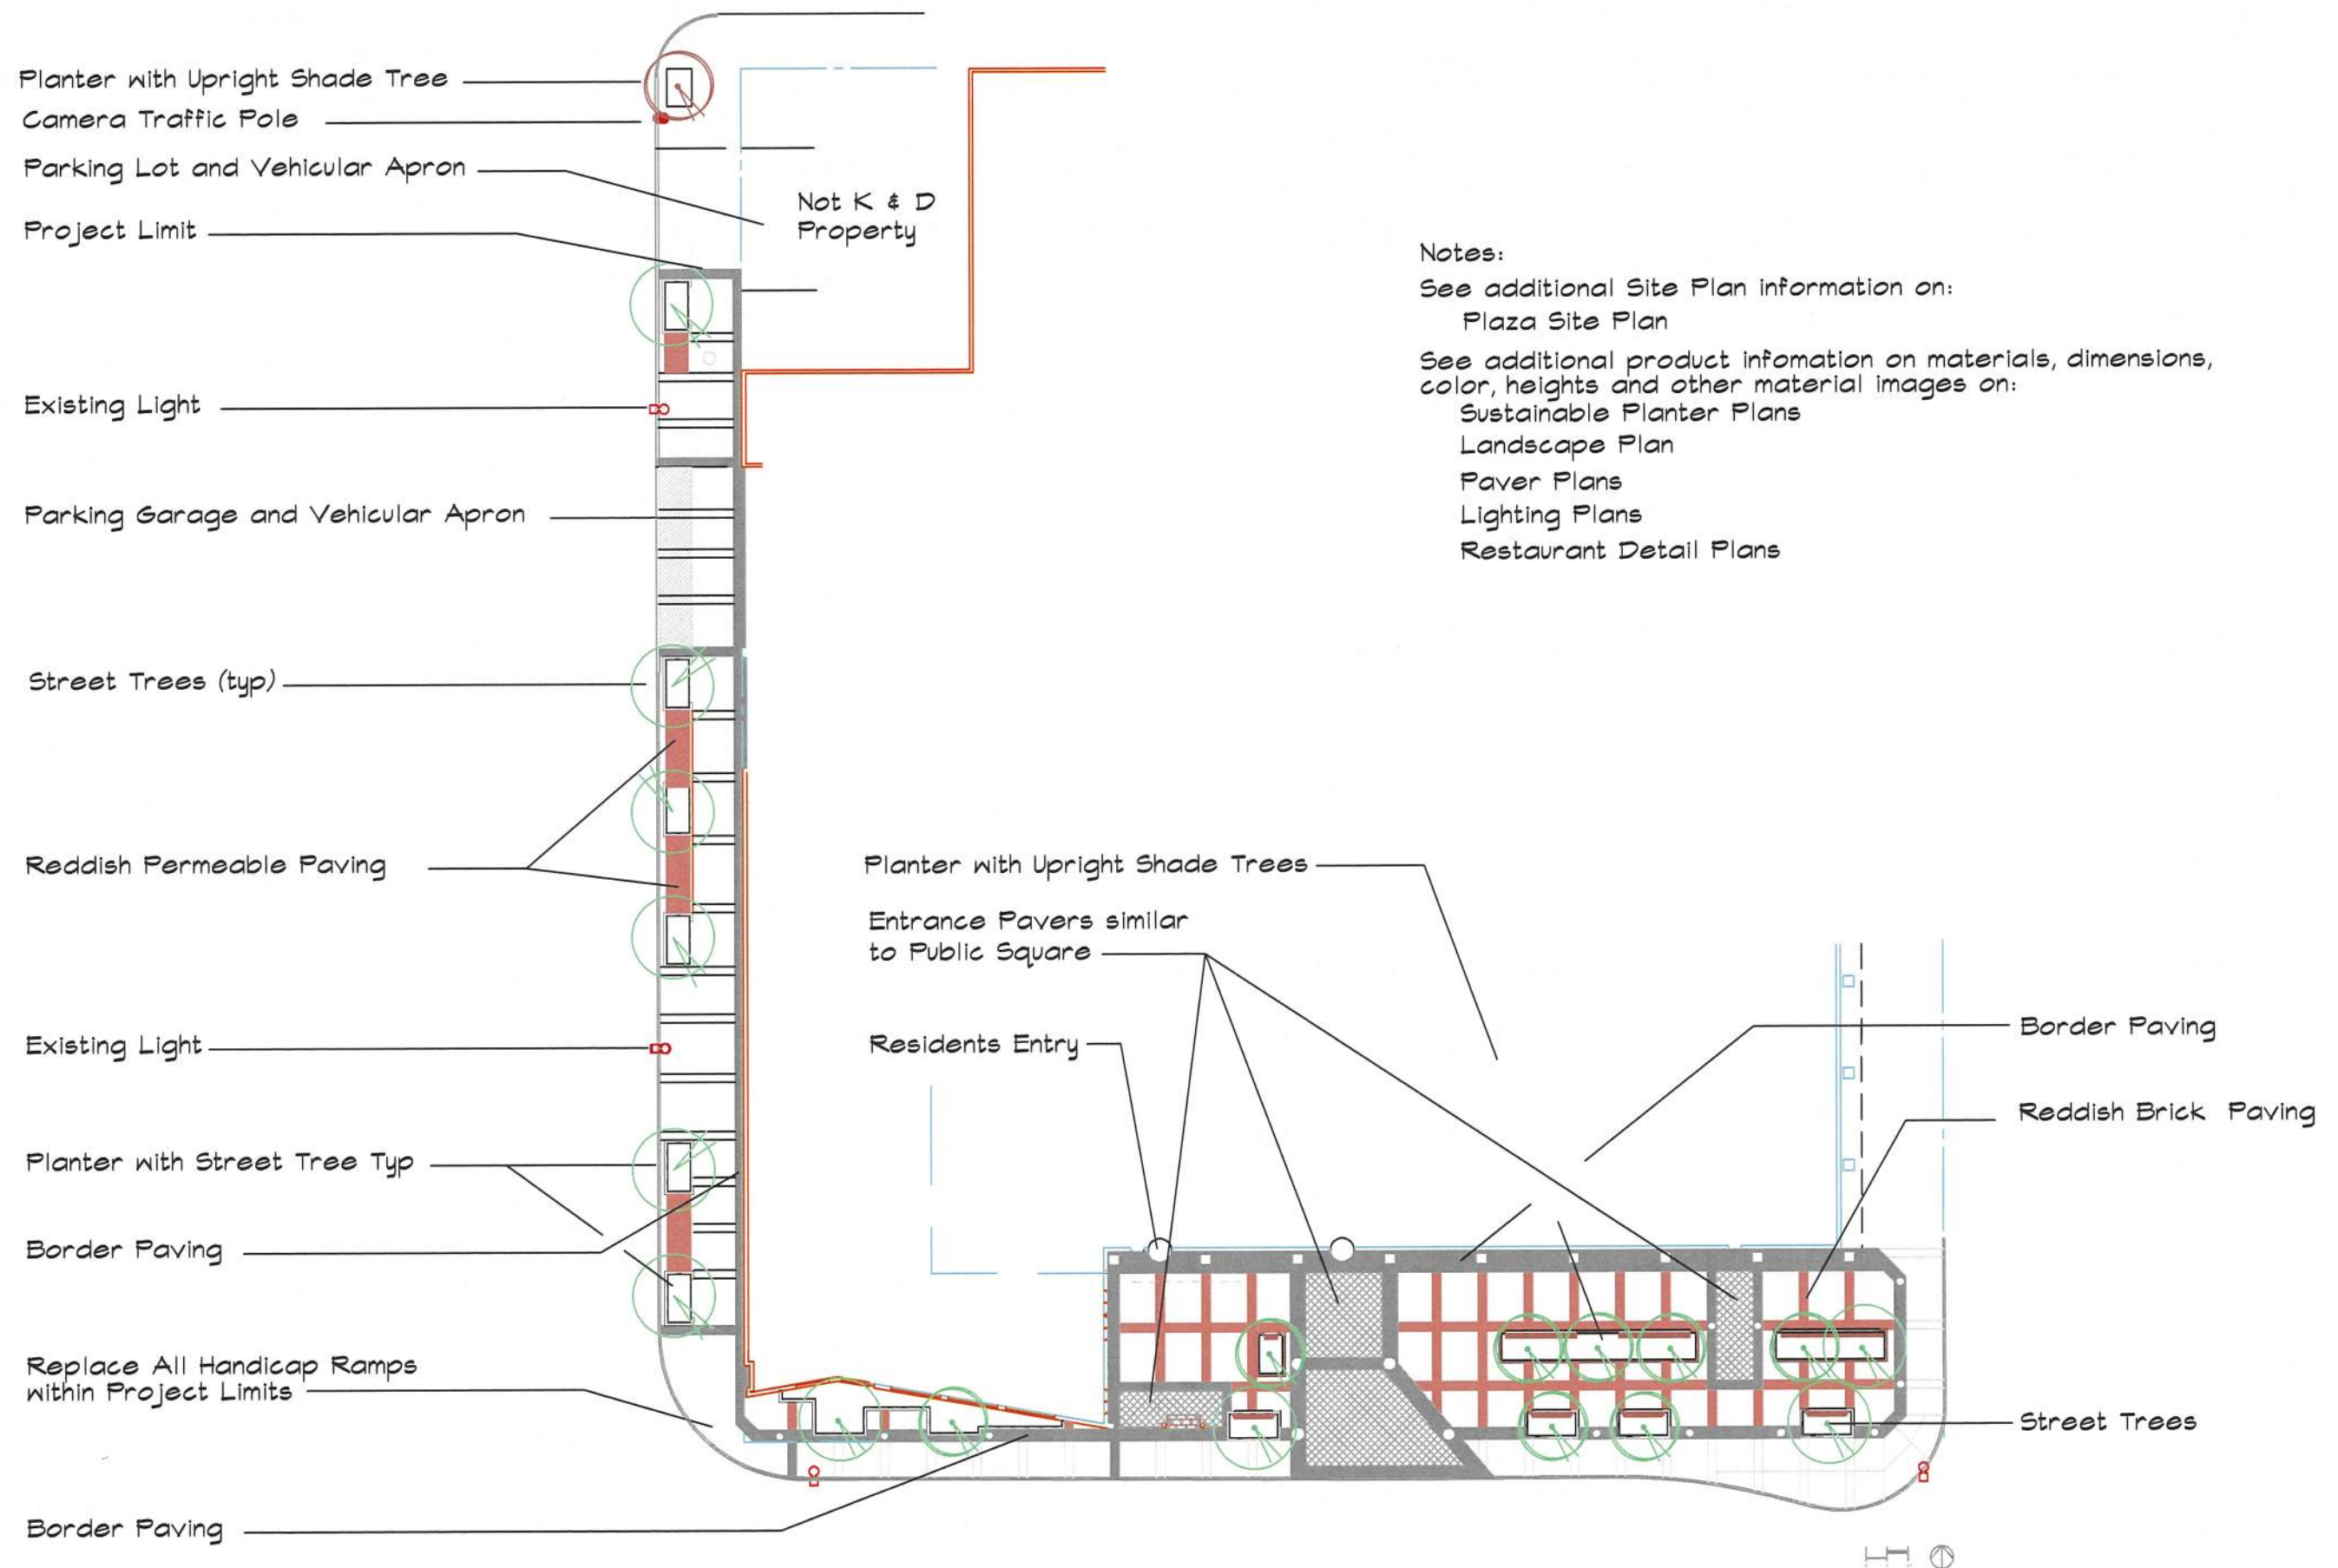 Planter with Upright Shade Tree
Camera Traffic Pole
Parking Lot and Vehicular Apron
Project Limit
Existing Light
Parking Garage and Vehicular Apron
Street Trees (typ)
Reddish Permeable Paving
Existing Light
Planter with Street Tree Typ
Border Paving
Replace All Handicap Ramps
within Project Limits
Border Paving
Not K & D
Property
Notes:
See additional Site Plan information on:
Plaza Site Plan
See additional product infomation on materials, dimensions,
color, heights and other material images on:
Sustainable Planter Plans
Landscape Plan
Paver Plans
Lighting Plans
Restaurant Detail Plans
Planter with Upright Shade Trees
Entrance Pavers similar
to Public Square
Residents Entry
Border Paving
Reddish Brick Paving
Street Trees